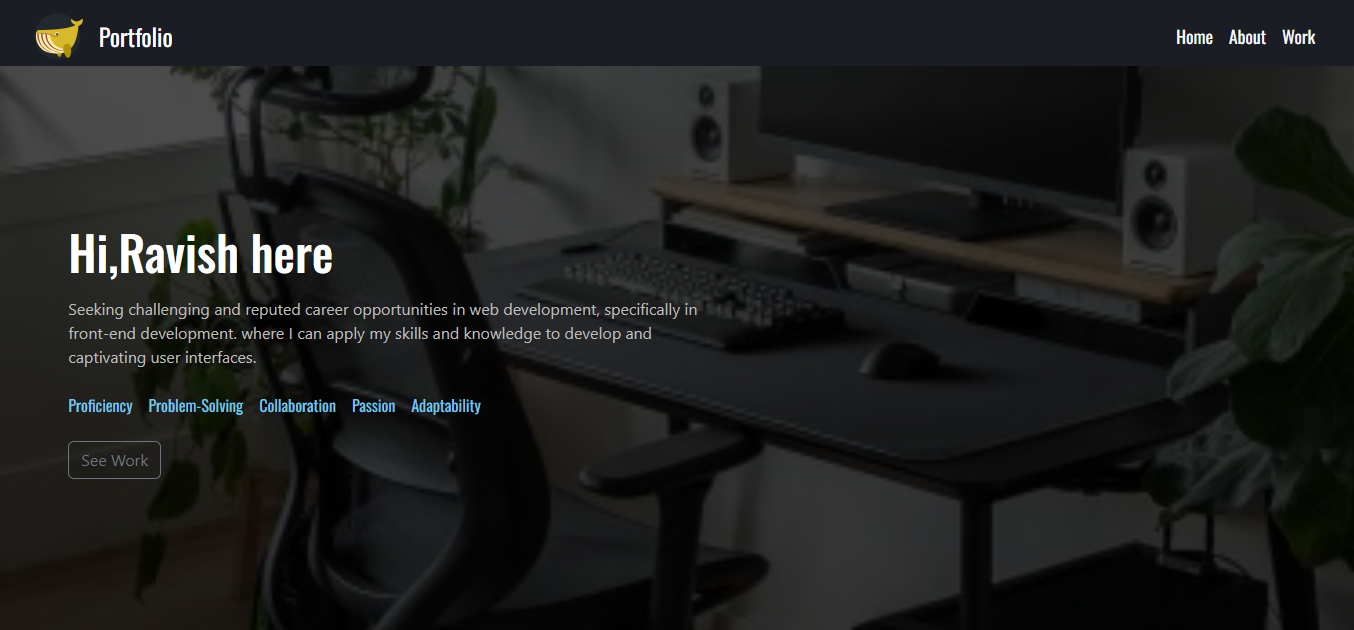 Portfolio
Home About Work
Hi,Ravish here
Seeking challenging and reputed career opportunities in web development, specifically in
front-end development. where I can apply my skills and knowledge to develop and
captivating user interfaces.
Proficiency Problem-Solving Collaboration Passion Adaptability
See Work